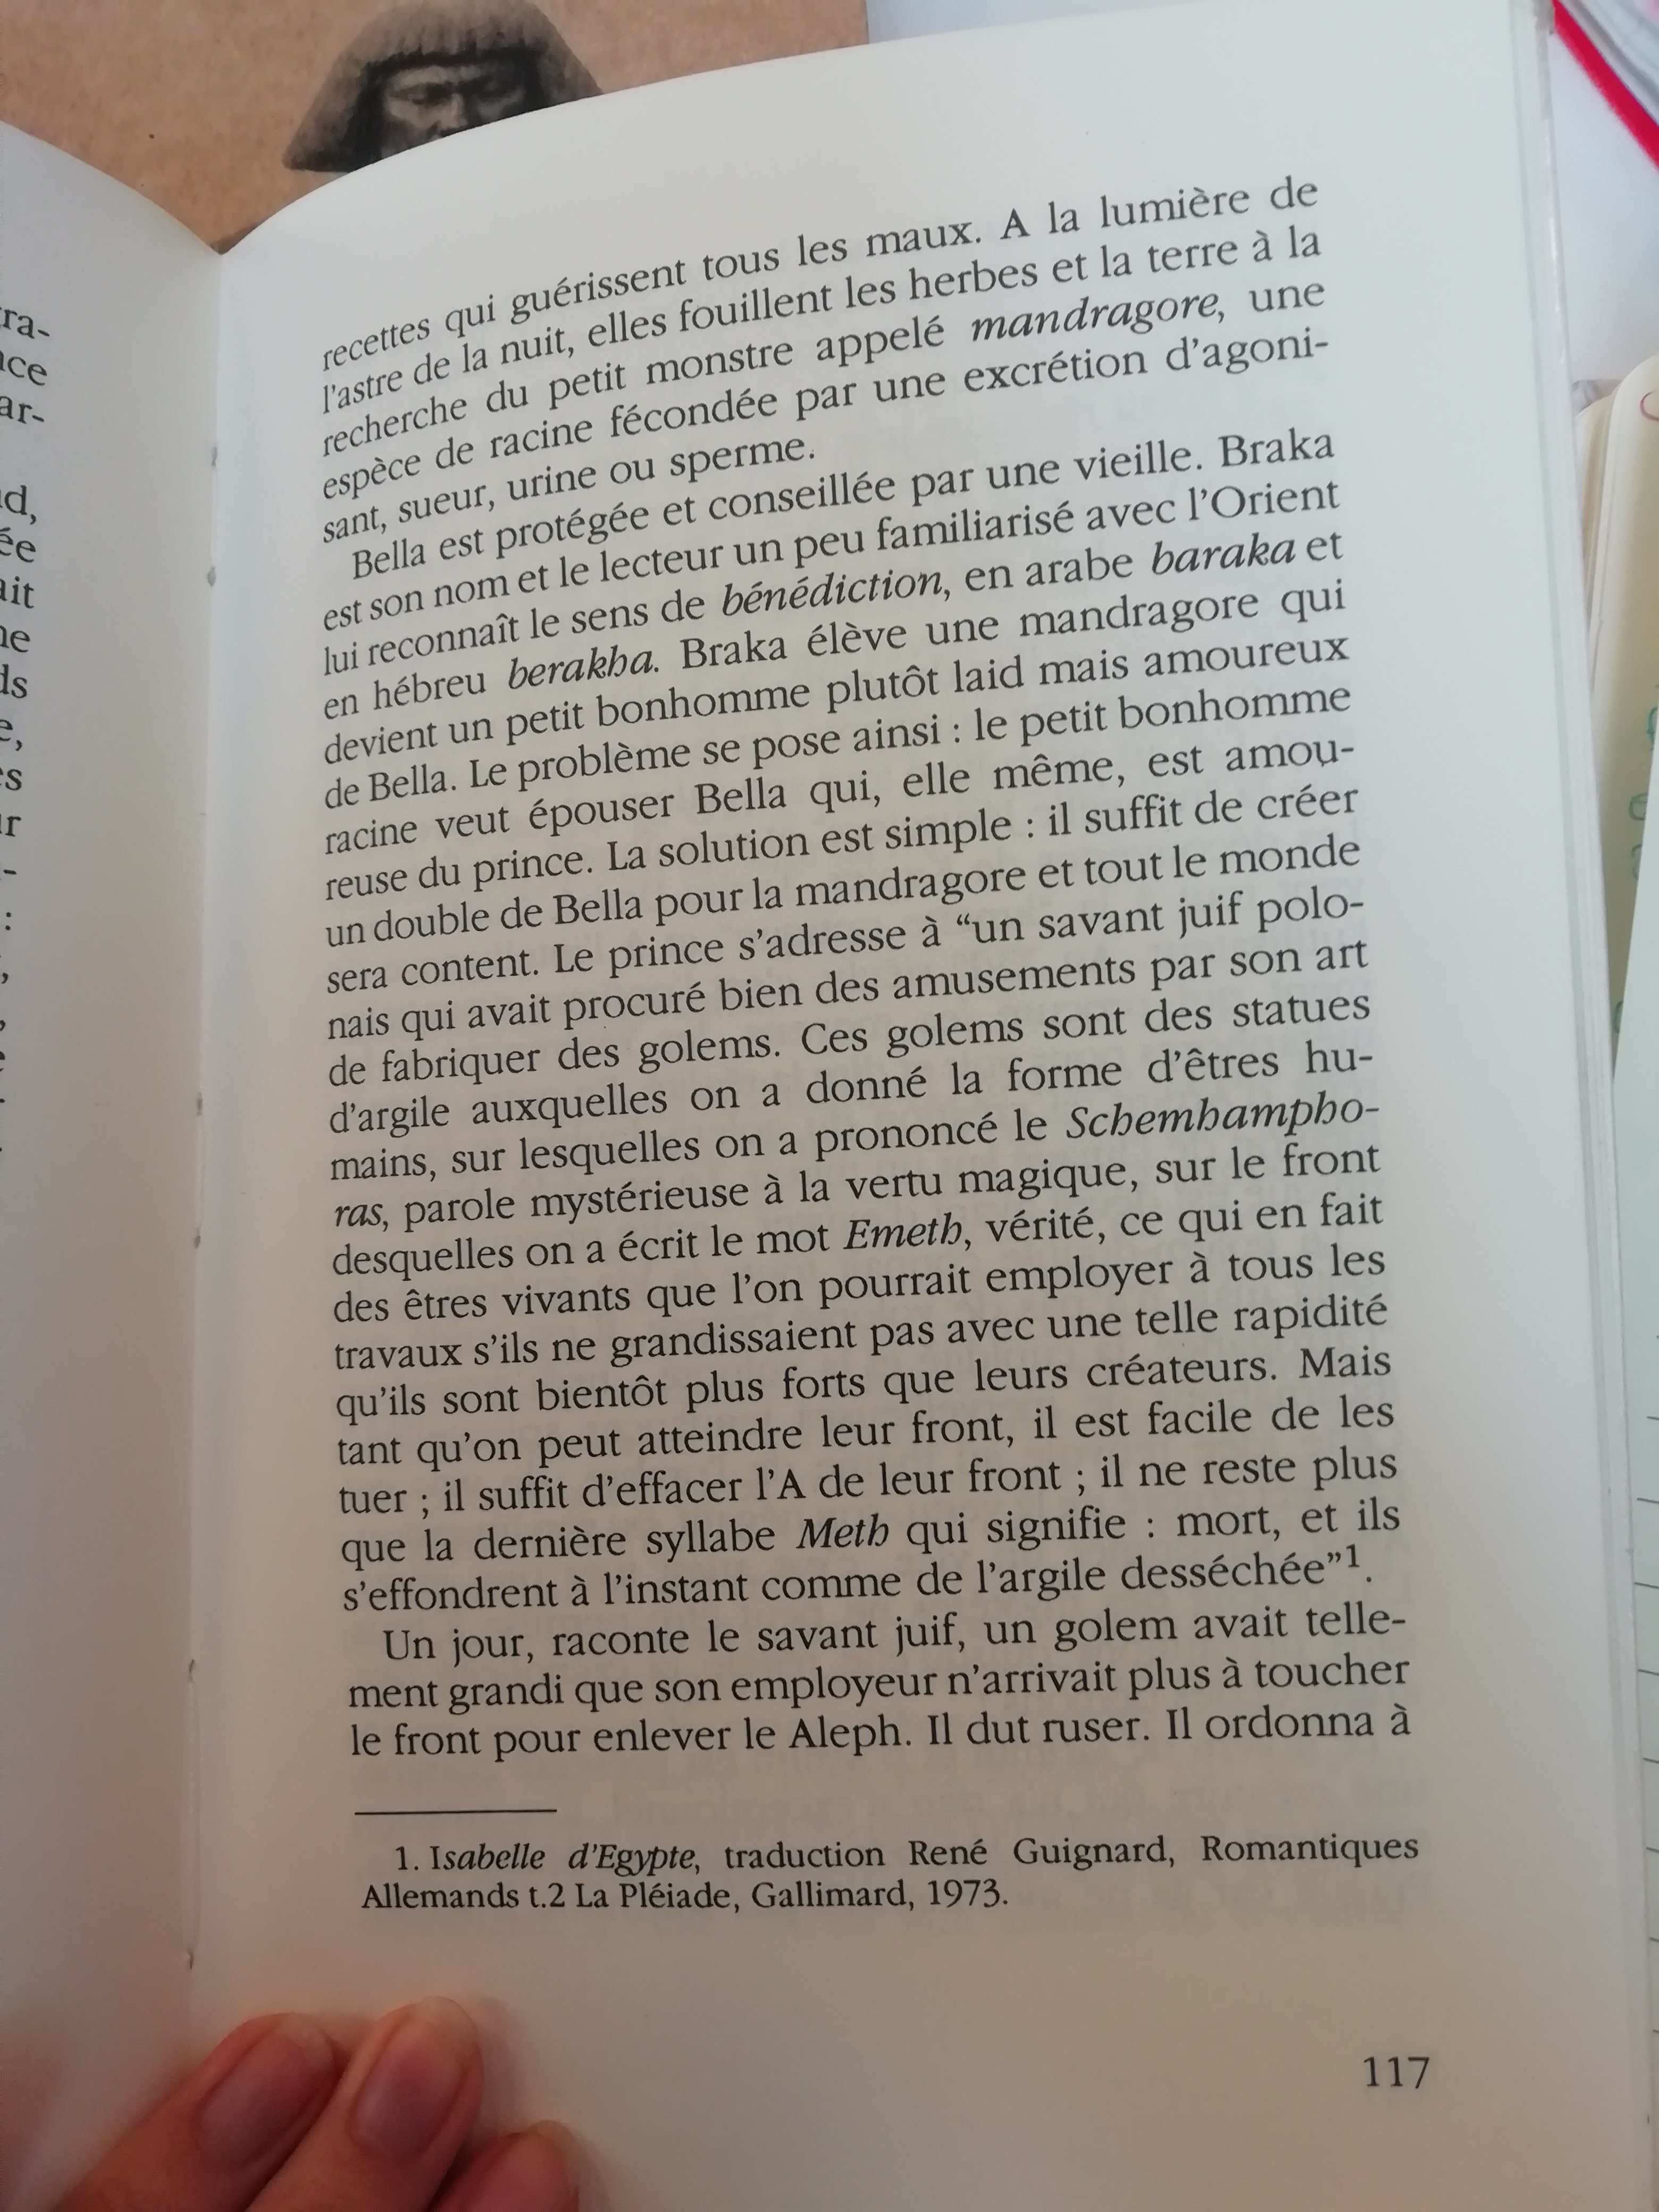 recettes qui guérissent tous les maux. A la lumière de
l'astre de la nuit, elles fouillent les herbes et la terre à la
recherche du petit monstre appelé mandragore, une
espèce de racine fécondée par une excrétion d'agoni-
sant, sueur, urine ou sperme.
Bella est protégée et conseillée par une vieille. Braka
est son nom et le lecteur un peu familiarisé avec l'Orient
lui reconnaît le sens de bénédiction, en arabe baraka et
en hébreu berakha. Braka élève une mandragore qui
devient un petit bonhomme plutôt laid mais amoureux
de Bella. Le problème se pose ainsi : le petit bonhomme
racine veut épouser Bella qui, elle même, est amou-
reuse du prince. La solution est simple : il suffit de créer
un double de Bella pour la mandragore et tout le monde
sera content. Le prince s'adresse à “un savant juif polo-
nais qui avait procuré bien des amusements par son art
de fabriquer des golems. Ces golems sont des statues
d'argile auxquelles on a donné la forme d'êtres hu-
mains, sur lesquelles on a prononcé le Schemhampho-
ras, parole mystérieuse à la vertu magique, sur le front
desquelles on a écrit le mot Emeth, vérité, ce qui en fait
des êtres vivants que l'on pourrait employer à tous les
travaux s'ils ne grandissaient pas avec une telle rapidité
qu'ils sont bientôt plus forts que leurs créateurs. Mais
tant qu'on peut atteindre leur front, il est facile de les
tuer ; il suffit d'effacer l'A de leur front ; il ne reste plus
que la dernière syllabe Meth qui signifie : mort, et ils
s'effondrent à l'instant comme de l'argile desséchée”1.
Un jour, raconte le savant juif, un golem avait telle-
ment grandi que son employeur n'arrivait plus à toucher
le front pour enlever le Aleph. Il dut ruser. Il ordonna à
1. Isabelle d'Egypte, traduction René Guignard, Romantiques
Allemands t.2 La Pléiade, Gallimard, 1973.
117